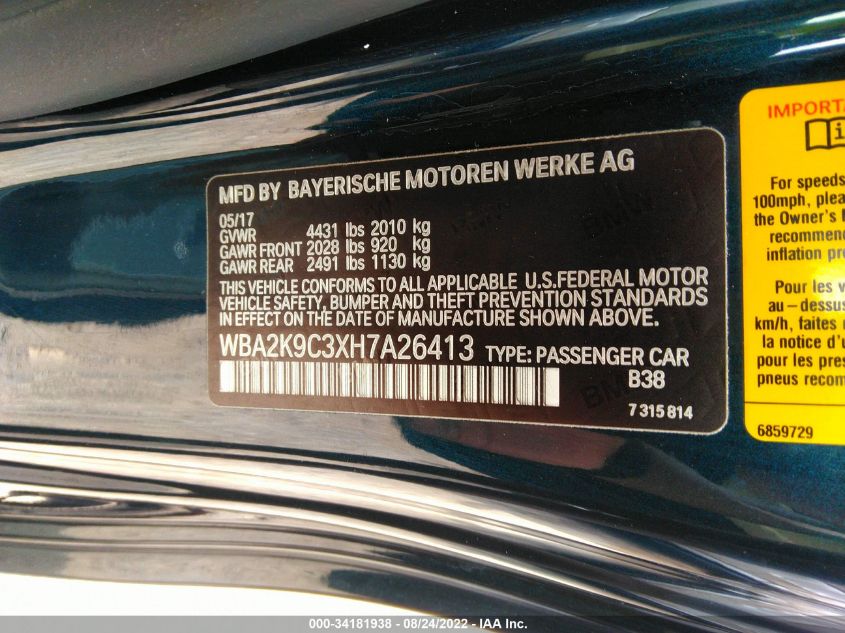 MFD BY BAYERISCHE MOTOREN WERKE AG
05/17
GVWR 4431 lbs 2010 kg
GAWR FRONT 2028 lbs 920 kg
GAWR REAR 2491 lbs 1130 kg
THIS VEHICLE CONFORMS TO ALL APPLICABLE U.S.FEDERAL MOTOR
VEHICLE SAFETY, BUMPER AND THEFT PREVENTION STANDARDS
IN EFFECT ON THE DATE OF MANUFACTURE SHOWN ABOVE.
WBA2K9C3XH7A26413 TYPE: PASSENGER CAR
B38
7 315 814
For speeds
100mph, plea
the Owner's
recommen
inflation pre
Pour les v
au–dessus
km/h, faites
la notice d'u
pour les pres
pneus recom
6859729
000-34181938 - 08/24/2022 - IAA Inc.